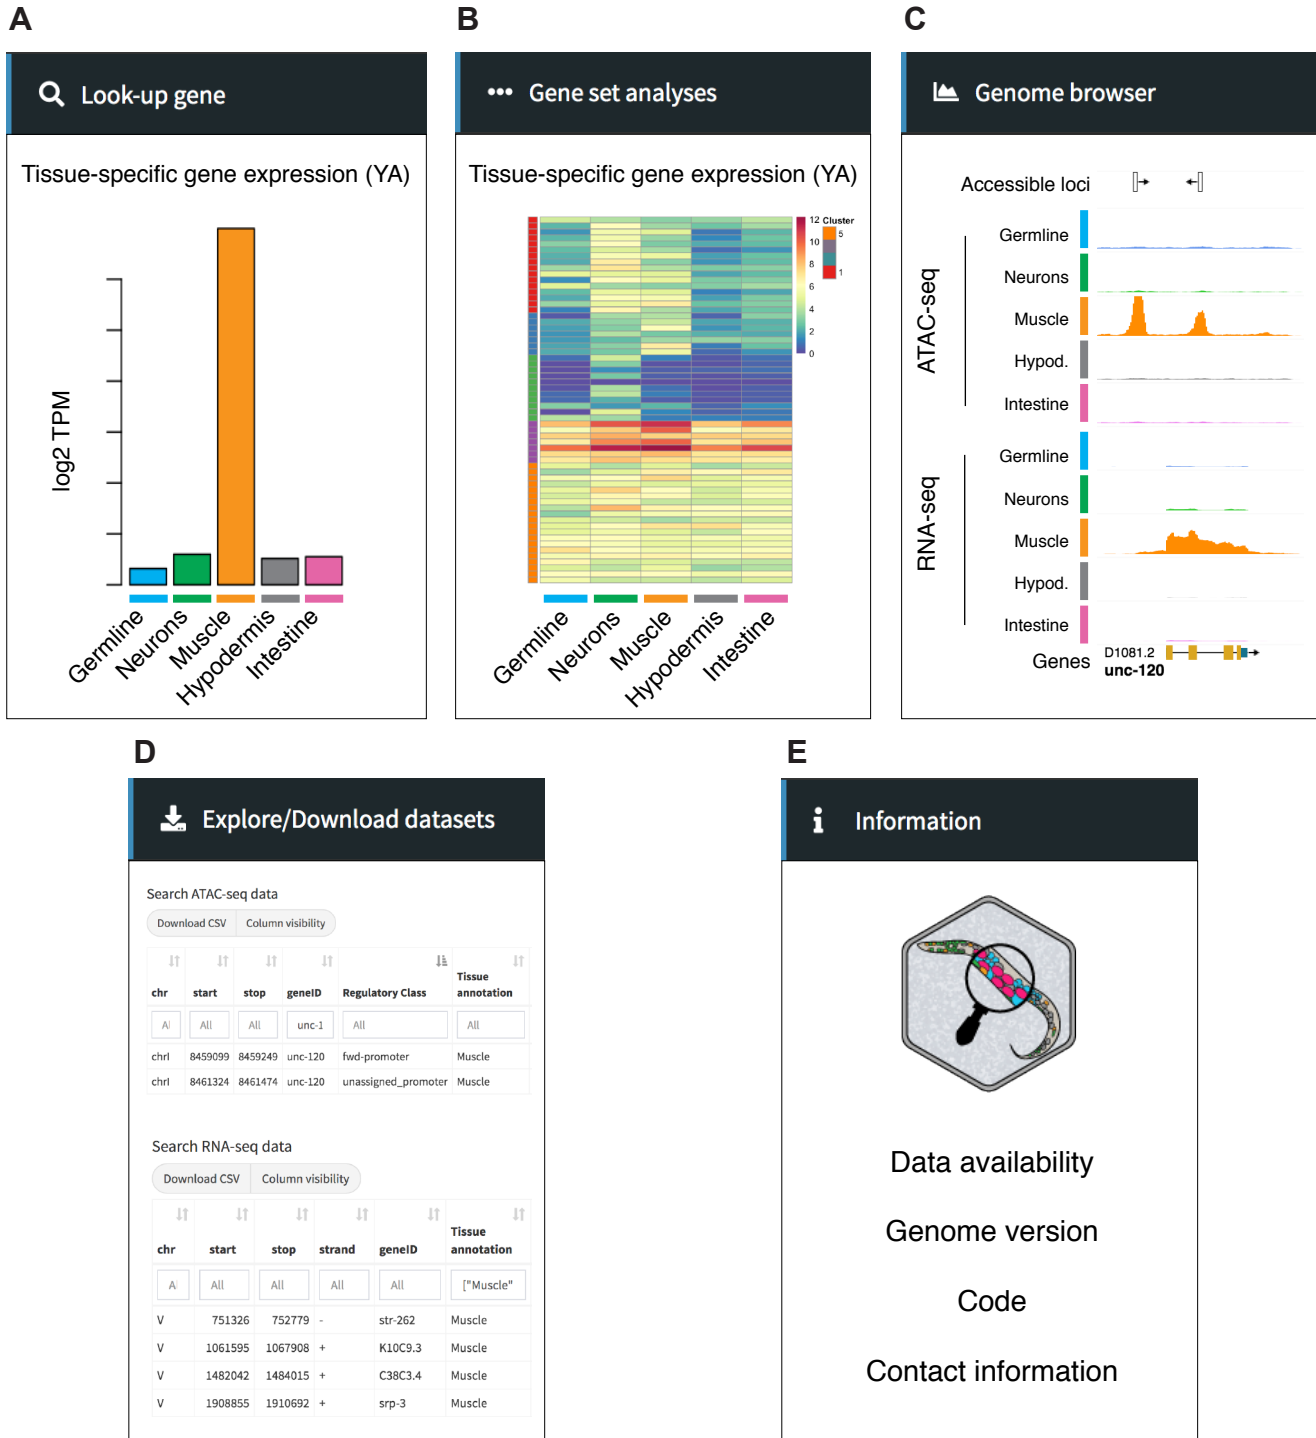 A
Look-up gene
Tissue-specific gene expression (YA)
log2 TPM
Germline
Neurons
Muscle
Hypodermis
Intestine
B
Gene set analyses
Tissue-specific gene expression (YA)
12
10
8
6
4
2
0
Cluster
5
1
Germline
Neurons
Muscle
Hypodermis
Intestine
C
Genome browser
Accessible loci
ATAC-seq
Germline
Neurons
Muscle
Hypod.
Intestine
RNA-seq
Germline
Neurons
Muscle
Hypod.
Intestine
Genes
D1081.2
unc-120
D
Explore/Download datasets
Search ATAC-seq data
Download CSV Column visibility
chr start stop geneID Regulatory Class Tissue annotation
Al All All unc-1 All All
chrI 8459099 8459249 unc-120 fwd-promoter Muscle
chrI 8461324 8461474 unc-120 unassigned_promoter Muscle
Search RNA-seq data
Download CSV Column visibility
chr start stop strand geneID Tissue annotation
Al All All All All ["Muscle"
V 751326 752779 - str-262 Muscle
V 1061595 1067908 + K10C9.3 Muscle
V 1482042 1484015 + C38C3.4 Muscle
V 1908855 1910692 + srp-3 Muscle
E
Information
Data availability
Genome version
Code
Contact information